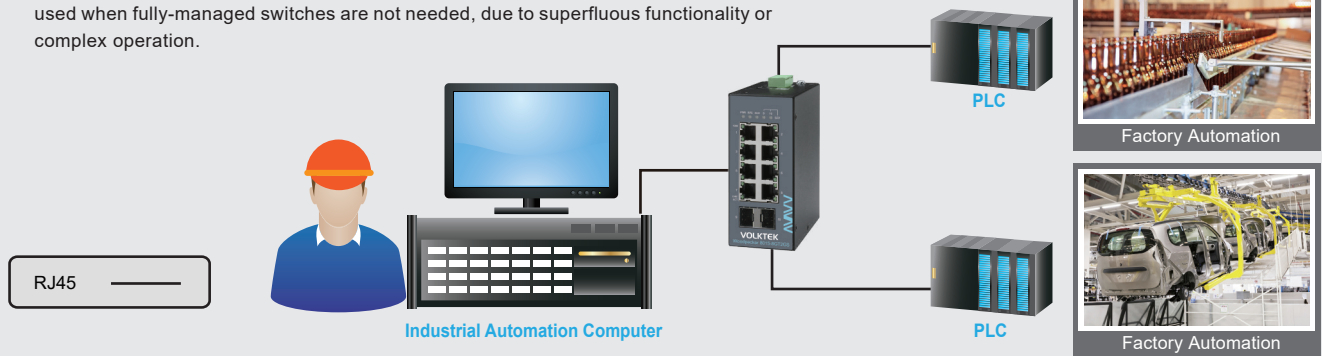 used when fully-managed switches are not needed, due to superfluous functionality or
complex operation.
PLC
Factory Automation
VOLKTEK
RJ45
Industrial Automation Computer
PLC
Factory Automation